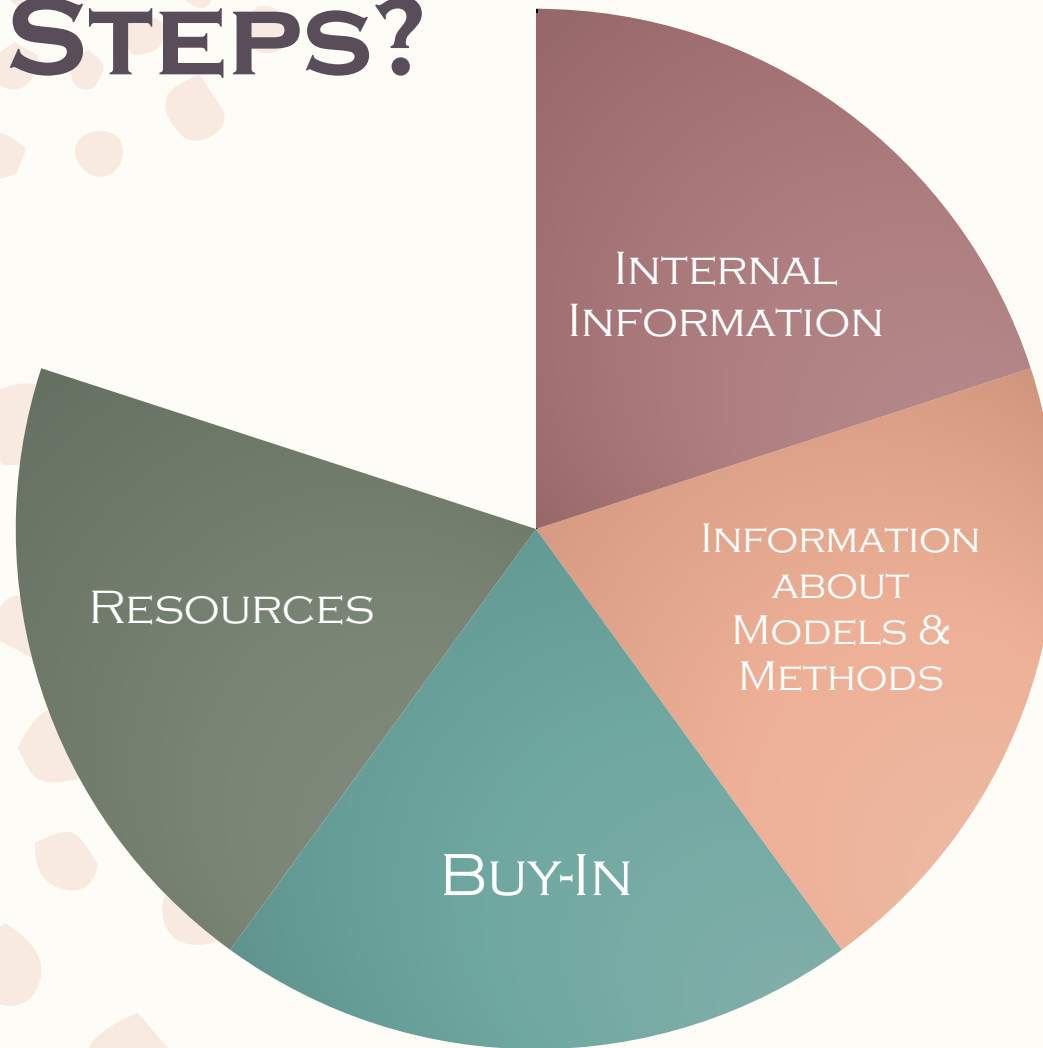 STEPS?
INTERNAL
INFORMATION
INFORMATION
ABOUT
MODELS &
METHODS
RESOURCES
BUY-IN